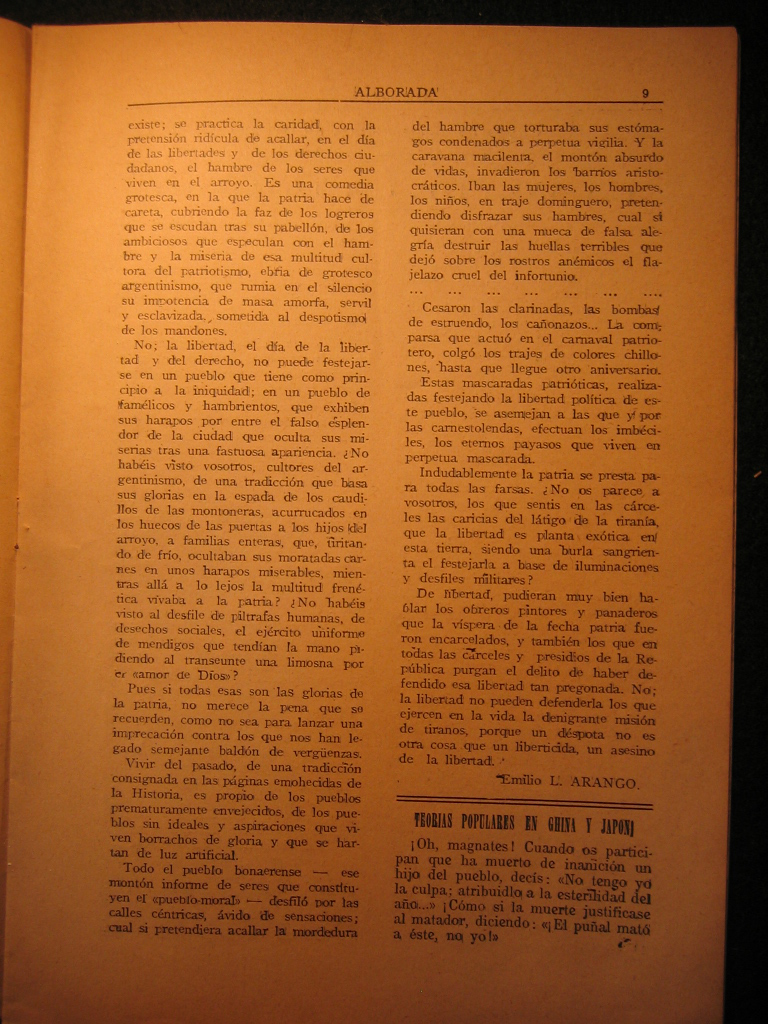 ALBORADA
9
existe; se practica la caridad, con la
pretensión ridícula de acallar, en el día
de las libertades y de los derechos ciu-
dadanos, el hambre de los seres que
viven en el arroyo. Es una comedia
grotesca, en la que la patria hace de
careta, cubriendo la faz de los logreros
que se escudan tras su pabellón, de los
ambiciosos que especulan con el ham-
bre y la miseria de esa multitud cul-
tora del patriotismo, ebria de grotesco
argentinismo, que rumia en el silencio
su impotencia de masa amorfa, servil
y esclavizada, sometida al despotismo
de los mandones.
No; la libertad, el día de la liber-
tad y del derecho, no puede festejar-
se en un pueblo que tiene como prin-
cipio a la iniquidad; en un pueblo de
famélicos y hambrientos, que exhiben
sus harapos por entre el falso esplen-
dor de la ciudad que oculta sus mi-
serias tras una fastuosa apariencia. ¿No
habéis visto vosotros, cultores del ar-
gentinismo, de una tradicción que basa
sus glorias en la espada de los caudi-
llos de las montoneras, acurrucados en
los huecos de las puertas a los hijos del
arroyo, a familias enteras, que, tiritan-
do de frío, ocultaban sus moratadas car-
nes en unos harapos miserables, mien-
tras allá a lo lejos la multitud frené-
tica vivaba a la patria? ¿No habéis
visto al desfile de piltrafas humanas, de
desechos sociales, el ejército uniforme
de mendigos que tendían la mano pi-
diendo al transeunte una limosna por
er «amor de Dios»?
Pues si todas esas son las glorias de
la patria, no merece la pena que se
recuerden, como no sea para lanzar una
imprecación contra los que nos han le-
gado semejante baldón de vergüenzas.
Vivir del pasado, de una tradicción
consignada en las páginas emohecidas de
la Historia, es propio de los pueblos
prematuramente envejecidos, de los pue-
blos sin ideales y aspiraciones que vi-
ven borrachos de gloria y que se har-
tan de luz artificial.
Todo el pueblo bonaerense — ese
montón informe de seres que constitu-
yen el «pueblo-moral» — desfiló por las
calles céntricas, ávido de sensaciones;
cual si pretendiera acallar la mordedura
del hambre que torturaba sus estóma-
gos condenados a perpetua vigilia. Y la
caravana macilenta, el montón absurdo
de vidas, invadieron los barrios aristo-
cráticos. Iban las mujeres, los hombres,
los niños, en traje dominguero, preten-
diendo disfrazar sus hambres, cual si
quisieran con una mueca de falsa ale-
gría destruir las huellas terribles que
dejó sobre los rostros anémicos el fla-
jelazo cruel del infortunio.
... ... ... ... ... ... ....
Cesaron las clarinadas, las bombas
de estruendo, los cañonazos... La com-
parsa que actuó en el carnaval patrio-
tero, colgó los trajes de colores chillo-
nes, hasta que llegue otro aniversario.
Estas mascaradas patrióticas, realiza-
das festejando la libertad política de es-
te pueblo, se asemejan a las que y por
las carnestolendas, efectuan los imbéci-
les, los eternos payasos que viven en
perpetua mascarada.
Indudablemente la patria se presta pa-
ra todas las farsas. ¿No os parece a
vosotros, los que sentis en las cárce-
les las caricias del látigo de la tiranía,
que la libertad es planta exótica en
esta tierra, siendo una burla sangrien-
ta el festejarla a base de iluminaciones
y desfiles militares?
De libertad, pudieran muy bien ha-
blar los obreros pintores y panaderos
que la víspera de la fecha patria fue-
ron encarcelados, y también los que en
todas las cárceles y presidios de la Re-
pública purgan el delito de haber de-
fendido esa libertad tan pregonada. No;
la libertad no pueden defenderla los que
ejercen en la vida la denigrante misión
de tiranos, porque un déspota no es
otra cosa que un liberticida, un asesino
de la libertad.
Emilio L. ARANGO.
TEORIAS POPULARES EN CHINA Y JAPON
¡Oh, magnates! Cuando os partici-
pan que ha muerto de inanición un
hijo del pueblo, decís: «No tengo yo
la culpa; atribuidlo a la esterilidad del
año...» ¡Cómo si la muerte justificase
al matador, diciendo: «¡El puñal mató
a éste, no yo!»